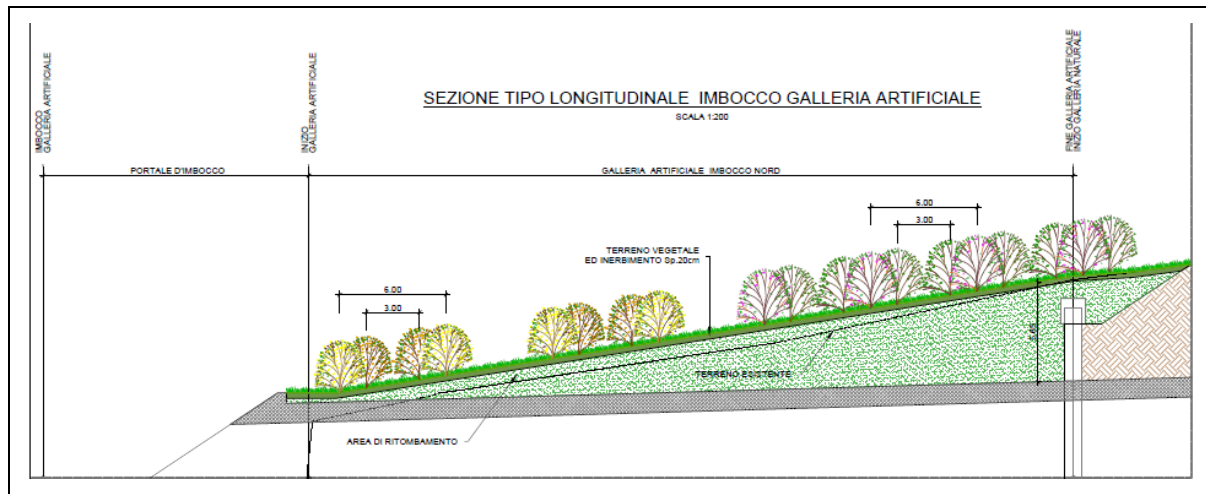 IMBOCCO
GALLERIA ARTIFICIALE
INIZIO
GALLERIA ARTIFICIALE
FINE GALLERIA ARTIFICIALE
INIZIO GALLERIA NATURALE
SEZIONE TIPO LONGITUDINALE IMBOCCO GALLERIA ARTIFICIALE
SCALA 1:200
PORTALE D'IMBOCCO
GALLERIA ARTIFICIALE IMBOCCO NORD
6.00
3.00
TERRENO VEGETALE
ED INERBIMENTO Sp.20cm
6.00
3.00
TERRENO ESISTENTE
AREA DI RITOMBAMENTO